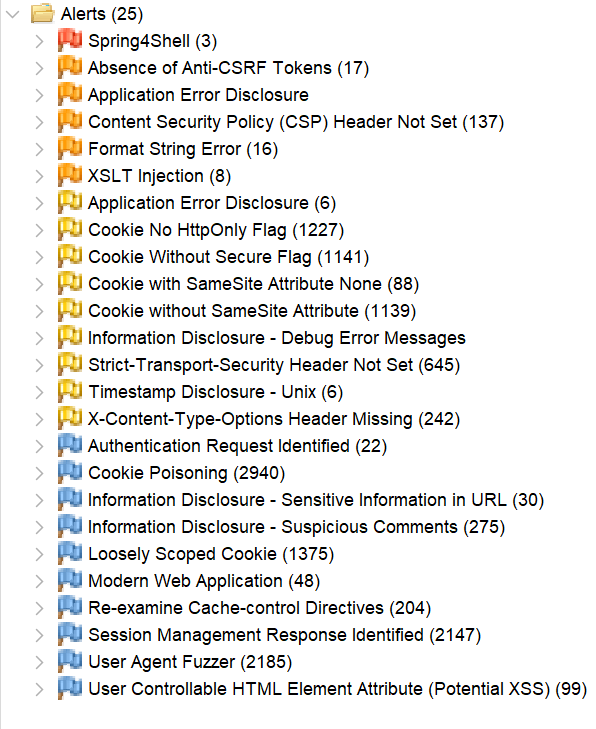 Alerts (25)
Spring4Shell (3)
Absence of Anti-CSRF Tokens (17)
Application Error Disclosure
Content Security Policy (CSP) Header Not Set (137)
Format String Error (16)
XSLT Injection (8)
Application Error Disclosure (6)
Cookie No HttpOnly Flag (1227)
Cookie Without Secure Flag (1141)
Cookie with SameSite Attribute None (88)
Cookie without SameSite Attribute (1139)
Information Disclosure - Debug Error Messages
Strict-Transport-Security Header Not Set (645)
Timestamp Disclosure - Unix (6)
X-Content-Type-Options Header Missing (242)
Authentication Request Identified (22)
Cookie Poisoning (2940)
Information Disclosure - Sensitive Information in URL (30)
Information Disclosure - Suspicious Comments (275)
Loosely Scoped Cookie (1375)
Modern Web Application (48)
Re-examine Cache-control Directives (204)
Session Management Response Identified (2147)
User Agent Fuzzer (2185)
User Controllable HTML Element Attribute (Potential XSS) (99)